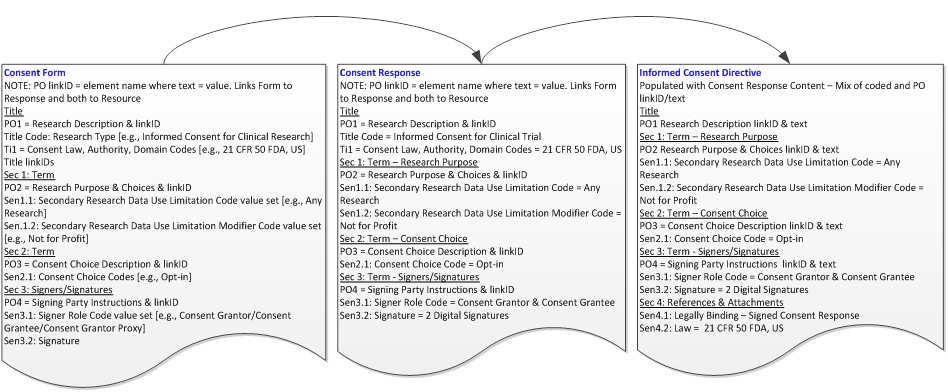 Consent Form
NOTE: PO linkID = element name where text = value. Links Form to
Response and both to Resource
Title
PO1 = Research Description & linkID
Title Code: Research Type [e.g., Informed Consent for Clinical Research]
Ti1 = Consent Law, Authority, Domain Codes [e.g., 21 CFR 50 FDA, US]
Title linkIDs
Sec 1: Term
PO2 = Research Purpose & Choices & linkID
Sen1.1: Secondary Research Data Use Limitation Code value set [e.g., Any
Research]
Sen.1.2: Secondary Research Data Use Limitation Modifier Code value set
[e.g., Not for Profit]
Sec 2: Term
PO3 = Consent Choice Description & linkID
Sen2.1: Consent Choice Codes [e.g., Opt-in]
Sec 3: Signers/Signatures
PO4 = Signing Party Instructions & linkID
Sen3.1: Signer Role Code value set [e.g., Consent Grantor/Consent
Grantee/Consent Grantor Proxy]
Sen3.2: Signature
Consent Response
NOTE: PO linkID = element name where text = value. Links Form to
Response and both to Resource
Title
PO1 = Research Description & linkID
Title Code = Informed Consent for Clinical Trial
Ti1 = Consent Law, Authority, Domain Codes = 21 CFR 50 FDA, US
Sec 1: Term – Research Purpose
PO2 = Research Purpose & Choices & linkID
Sen1.1: Secondary Research Data Use Limitation Code = Any
Research
Sen1.2: Secondary Research Data Use Limitation Modifier Code =
Not for Profit
Sec 2: Term – Consent Choice
PO3 = Consent Choice Description & linkID
Sen2.1: Consent Choice Code = Opt-in
Sec 3: Term - Signers/Signatures
PO4 = Signing Party Instructions & linkID
Sen3.1: Signer Role Code = Consent Grantor & Consent Grantee
Sen3.2: Signature = 2 Digital Signatures
Informed Consent Directive
Populated with Consent Response Content – Mix of coded and PO
linkID/text
Title
PO1 Research Description linkID & text
Sec 1: Term – Research Purpose
PO2 Research Purpose & Choices linkID & text
Sen1.1: Secondary Research Data Use Limitation Code = Any
Research
Sen.1.2: Secondary Research Data Use Limitation Modifier Code =
Not for Profit
Sec 2: Term – Consent Choice
PO3 = Consent Choice Description linkID & text
Sen2.1: Consent Choice Code = Opt-in
Sec 3: Term - Signers/Signatures
PO4 = Signing Party Instructions linkID & text
Sen3.1: Signer Role Code = Consent Grantor & Consent Grantee
Sen3.2: Signature = 2 Digital Signatures
Sec 4: References & Attachments
Sen4.1: Legally Binding – Signed Consent Response
Sen4.2: Law = 21 CFR 50 FDA, US